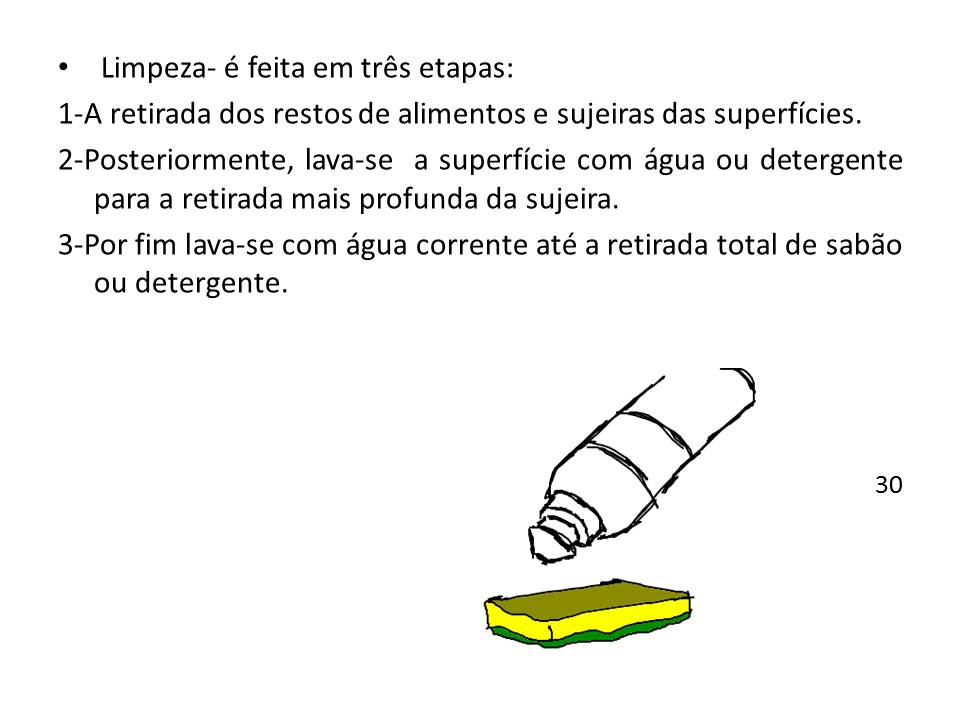 • Limpeza- é feita em três etapas:
1-A retirada dos restos de alimentos e sujeiras das superfícies.
2-Posteriormente, lava-se a superfície com água ou detergente
para a retirada mais profunda da sujeira.
3-Por fim lava-se com água corrente até a retirada total de sabão
ou detergente.
30